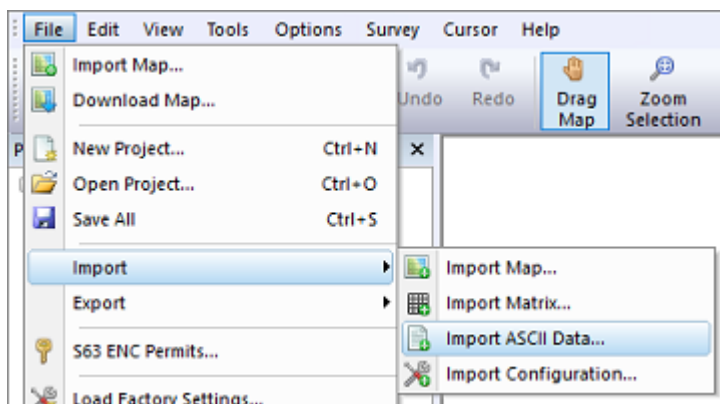 File Edit View Tools Options Survey Cursor Help
Import Map...
Download Map...
Undo Redo Drag Map Zoom Selection
New Project... Ctrl+N
P
Open Project... Ctrl+O
Save All Ctrl+S
Import
Import Map...
Export
Import Matrix...
S63 ENC Permits...
Import ASCII Data...
Load Factory Settings...
Import Configuration...